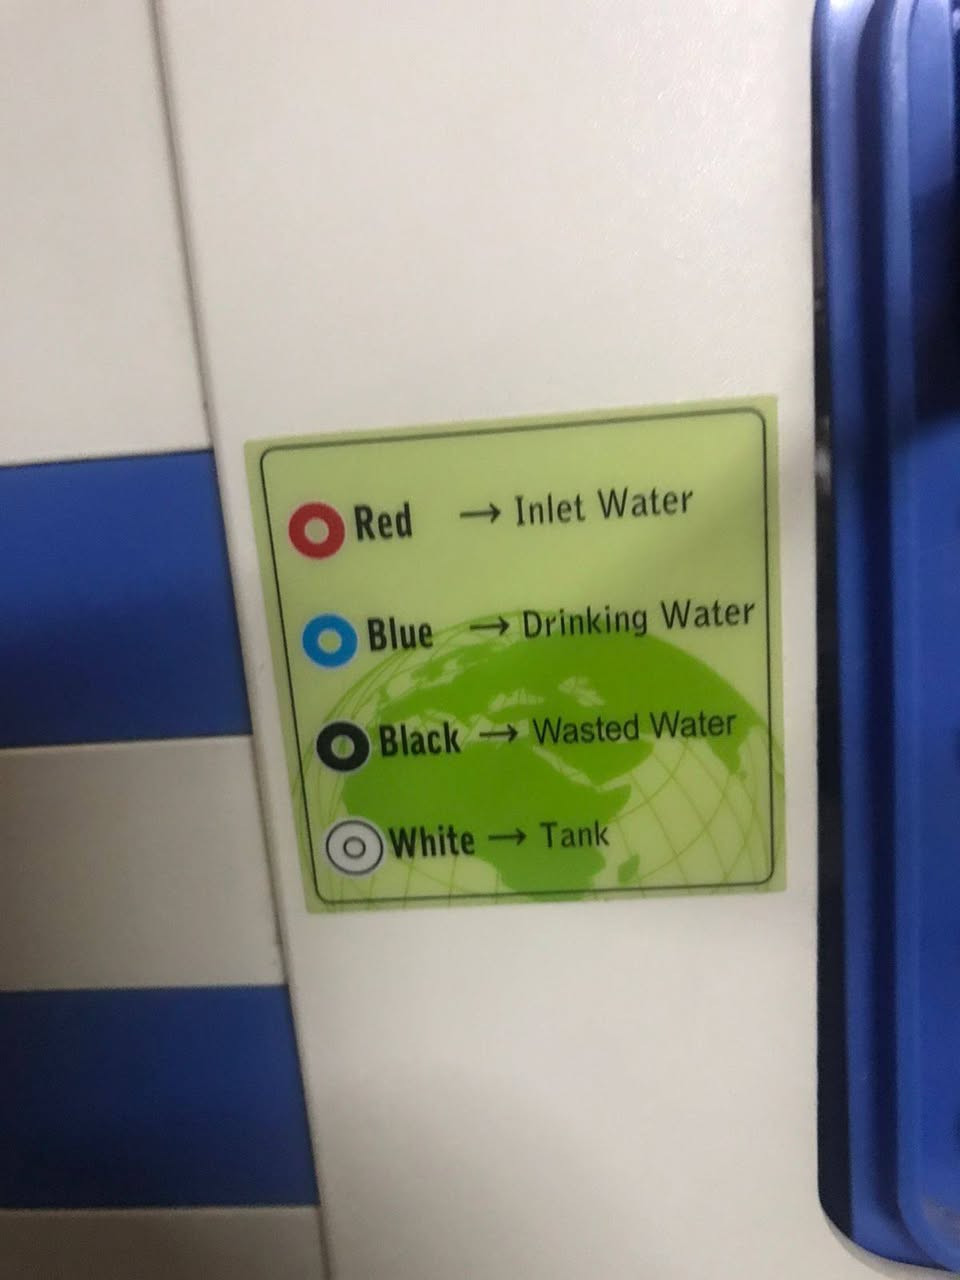 Red → Inlet Water
Blue → Drinking Water
Black → Wasted Water
White → Tank